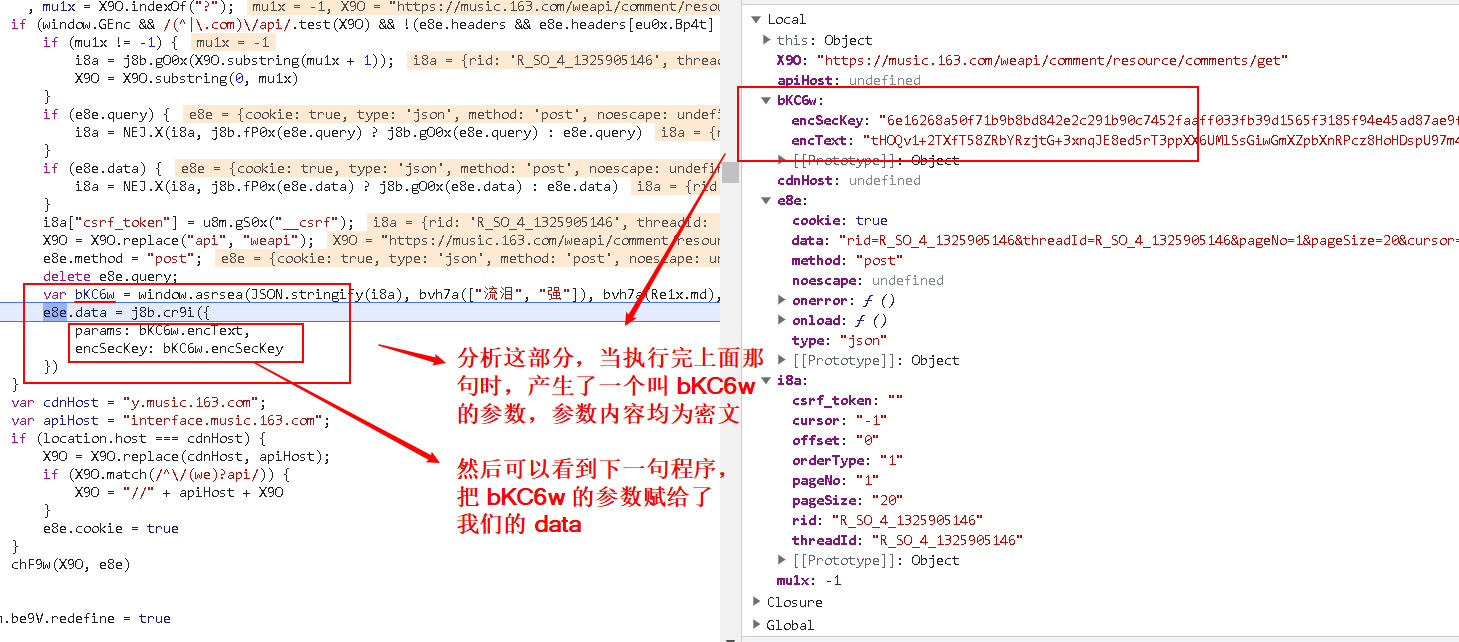 , mu1x = X9O.indexOf("?"); mu1x = -1, X9O = "https://music.163.com/weapi/comment/resou
if (window.GEnc && /(^|\.com)\/api/.test(X9O) && !(e8e.headers && e8e.headers[eu0x.Bp4t]
if (mu1x != -1) { mu1x = -1
i8a = j8b.gO0x(X9O.substring(mu1x + 1)); i8a = {rid: 'R_SO_4_1325905146', thread
X9O = X9O.substring(0, mu1x)
}
if (e8e.query) { e8e = {cookie: true, type: 'json', method: 'post', noescape: undefi
i8a = NEJ.X(i8a, j8b.fP0x(e8e.query) ? j8b.gO0x(e8e.query) : e8e.query) i8a = {r
}
if (e8e.data) { e8e = {cookie: true, type: 'json', method: 'post', noescape: undefin
i8a = NEJ.X(i8a, j8b.fP0x(e8e.data) ? j8b.gO0x(e8e.data) : e8e.data) i8a = {rid
}
i8a["csrf_token"] = u8m.gS0x("__csrf"); i8a = {rid: 'R_SO_4_1325905146', threadId:
X9O = X9O.replace("api", "weapi"); X9O = "https://music.163.com/weapi/comment/resou
e8e.method = "post"; e8e = {cookie: true, type: 'json', method: 'post', noescape: un
delete e8e.query;
var bKC6w = window.asrsea(JSON.stringify(i8a), bvh7a(["流泪", "强"]), bvh7a(Re1x.md),
e8e.data = j8b.cr9i({
params: bKC6w.encText,
encSecKey: bKC6w.encSecKey
})
}
var cdnHost = "y.music.163.com";
var apiHost = "interface.music.163.com";
if (location.host === cdnHost) {
X9O = X9O.replace(cdnHost, apiHost);
if (X9O.match(/^\/(we)?api/)) {
X9O = "//" + apiHost + X9O
}
e8e.cookie = true
}
chF9w(X9O, e8e)
.be9V.redefine = true
分析这部分，当执行完上面那
句时，产生了一个叫 bKC6w
的参数，参数内容均为密文
然后可以看到下一句程序，
把 bKC6w 的参数赋给了
我们的 data
Local
this: Object
X9O: "https://music.163.com/weapi/comment/resource/comments/get"
apiHost: undefined
bKC6w:
encSecKey: "6e16268a50f71b9b8bd842e2c291b90c7452faaff033fb39d1565f3185f94e45ad87ae9f
encText: "tHOQv1+2TXfT58ZRbYRzjtG+3xnqJE8ed5rT3ppXX6UMlSsGiwGmXZpbXnRPcz8HoHDspU97m4
[[Prototype]]: Object
cdnHost: undefined
e8e:
cookie: true
data: "rid=R_SO_4_1325905146&threadId=R_SO_4_1325905146&pageNo=1&pageSize=20&cursor=
method: "post"
noescape: undefined
onerror: ƒ ()
onload: ƒ ()
type: "json"
[[Prototype]]: Object
i8a:
csrf_token: ""
cursor: "-1"
offset: "0"
orderType: "1"
pageNo: "1"
pageSize: "20"
rid: "R_SO_4_1325905146"
threadId: "R_SO_4_1325905146"
[[Prototype]]: Object
mu1x: -1
Closure
Global